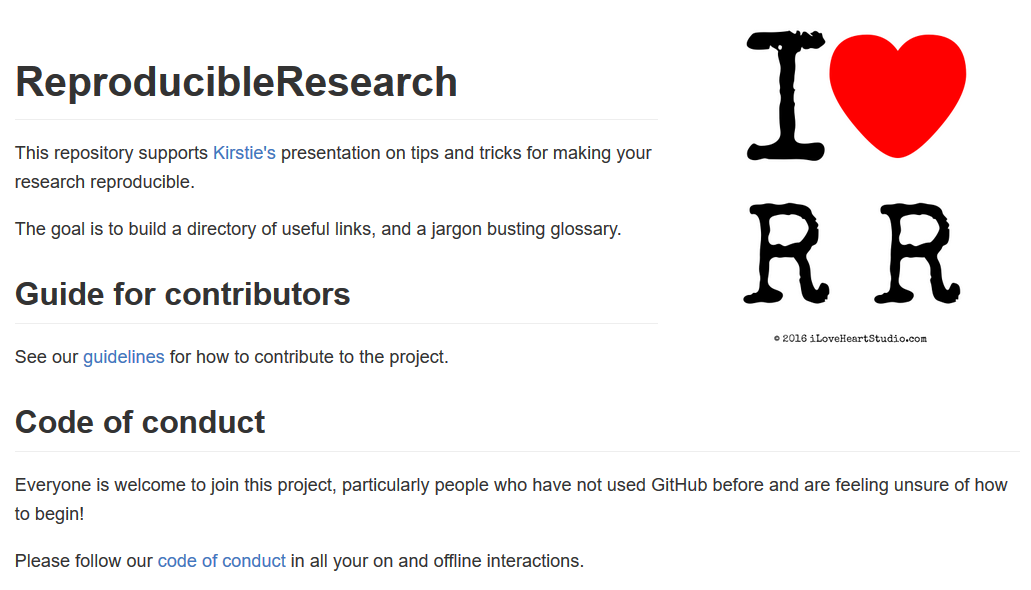 ReproducibleResearch
This repository supports Kirstie's presentation on tips and tricks for making your
research reproducible.
The goal is to build a directory of useful links, and a jargon busting glossary.
Guide for contributors
See our guidelines for how to contribute to the project.
I
R R
© 2016 iLoveHeartStudio.com
Code of conduct
Everyone is welcome to join this project, particularly people who have not used GitHub before and are feeling unsure of how
to begin!
Please follow our code of conduct in all your on and offline interactions.